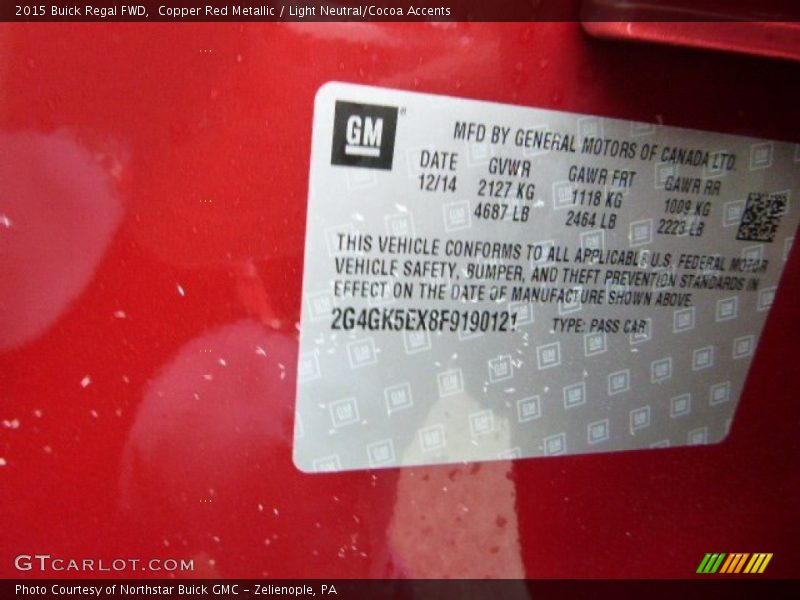 2015 Buick Regal FWD,  Copper Red Metallic / Light Neutral/Cocoa Accents
GM®
MFD BY GENERAL MOTORS OF CANADA LTD.
DATE GVWR GAWR FRT GAWR RR
12/14 2127 KG 1118 KG 1009 KG
4687 LB 2464 LB 2223 LB
THIS VEHICLE CONFORMS TO ALL APPLICABLE U.S. FEDERAL MOTOR
VEHICLE SAFETY, BUMPER, AND THEFT PREVENTION STANDARDS IN
EFFECT ON THE DATE OF MANUFACTURE SHOWN ABOVE.
2G4GK5EX8F9190121 TYPE: PASS CAR
GTCARLOT.COM
Photo Courtesy of Northstar Buick GMC - Zelienople, PA